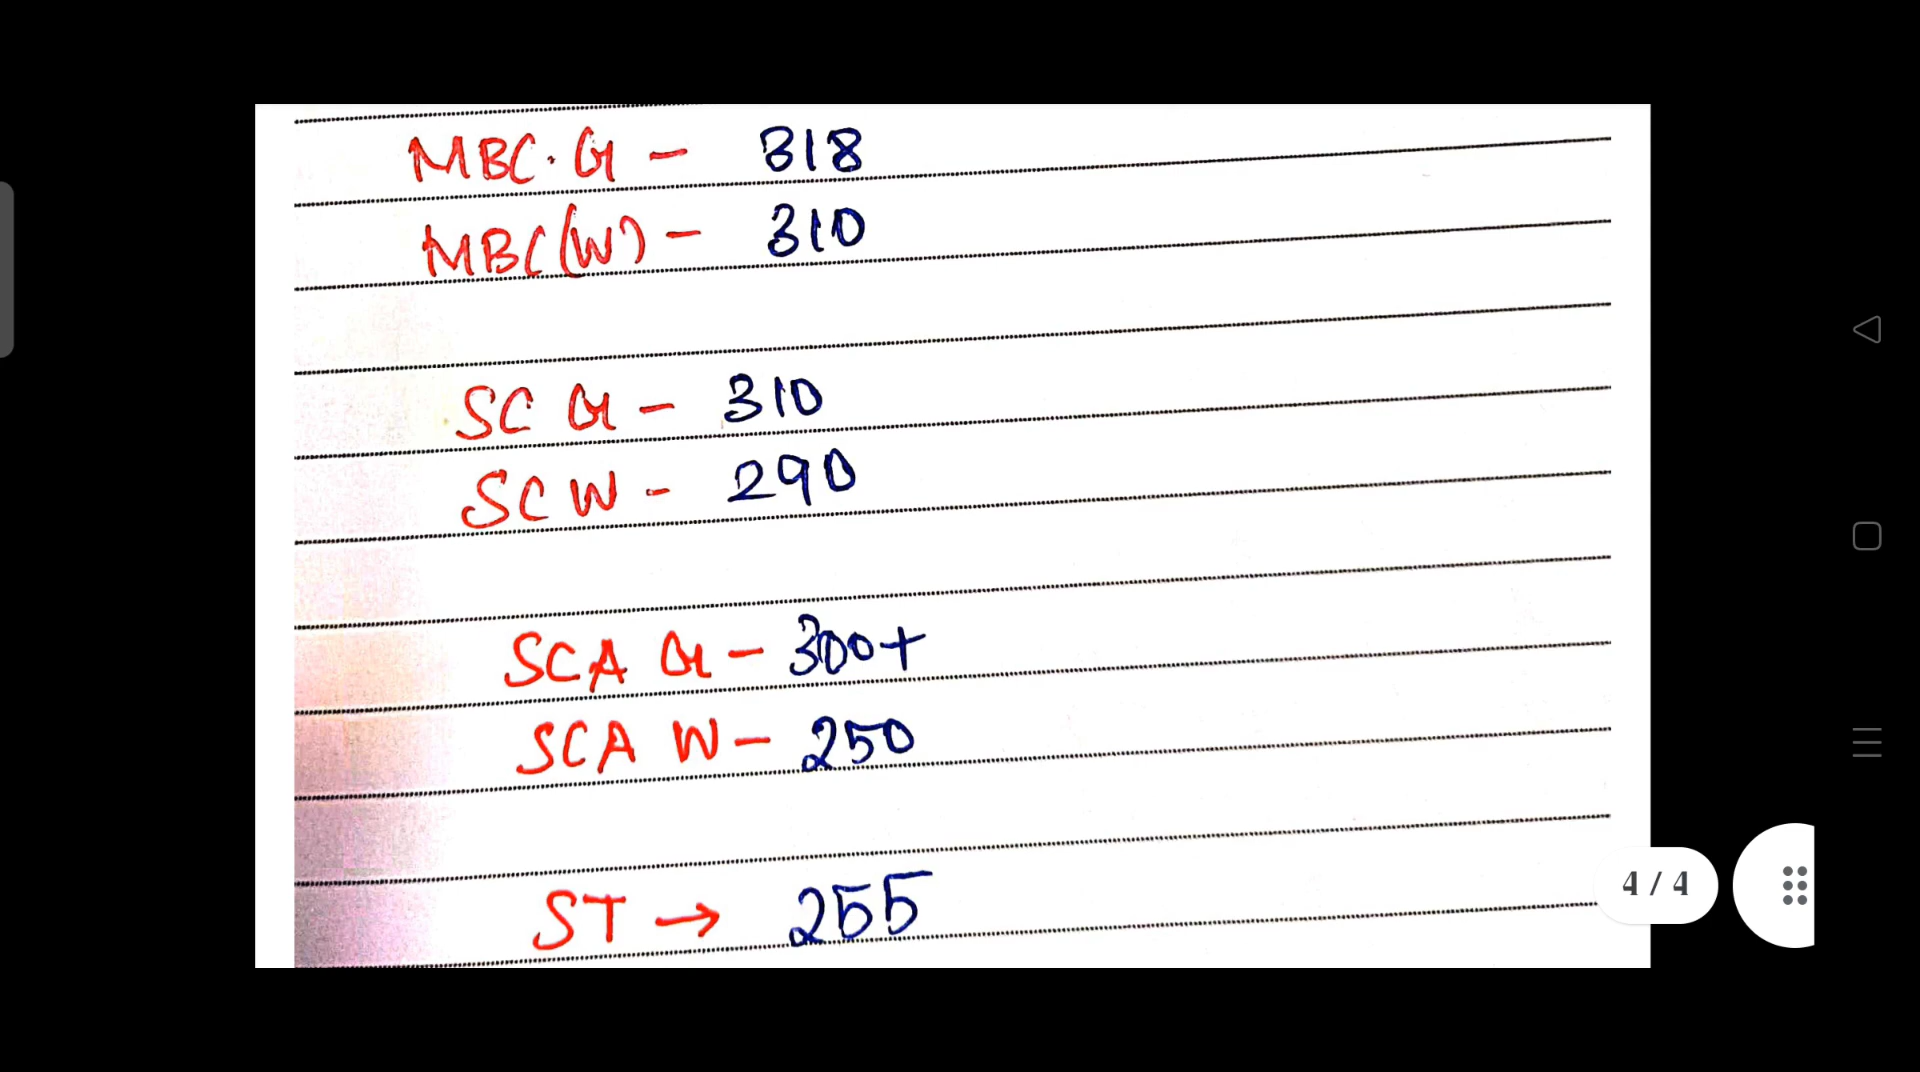 MBC. G - 318
MBC (W) - 310
SC G - 310
SC W - 290
SCA G - 300+
SCA W - 250
ST → 255
4 / 4